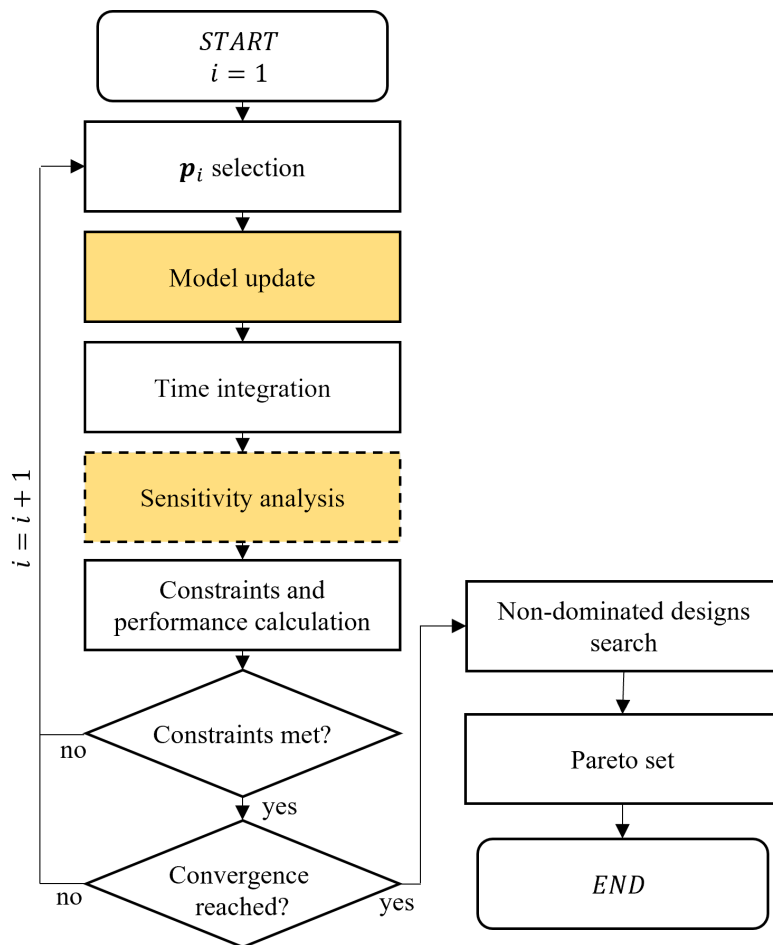 START
i = 1
p_i selection
Model update
Time integration
Sensitivity analysis
i = i + 1
Constraints and
performance calculation
Constraints met?
no
yes
Convergence
reached?
no
yes
Non-dominated designs
search
Pareto set
END